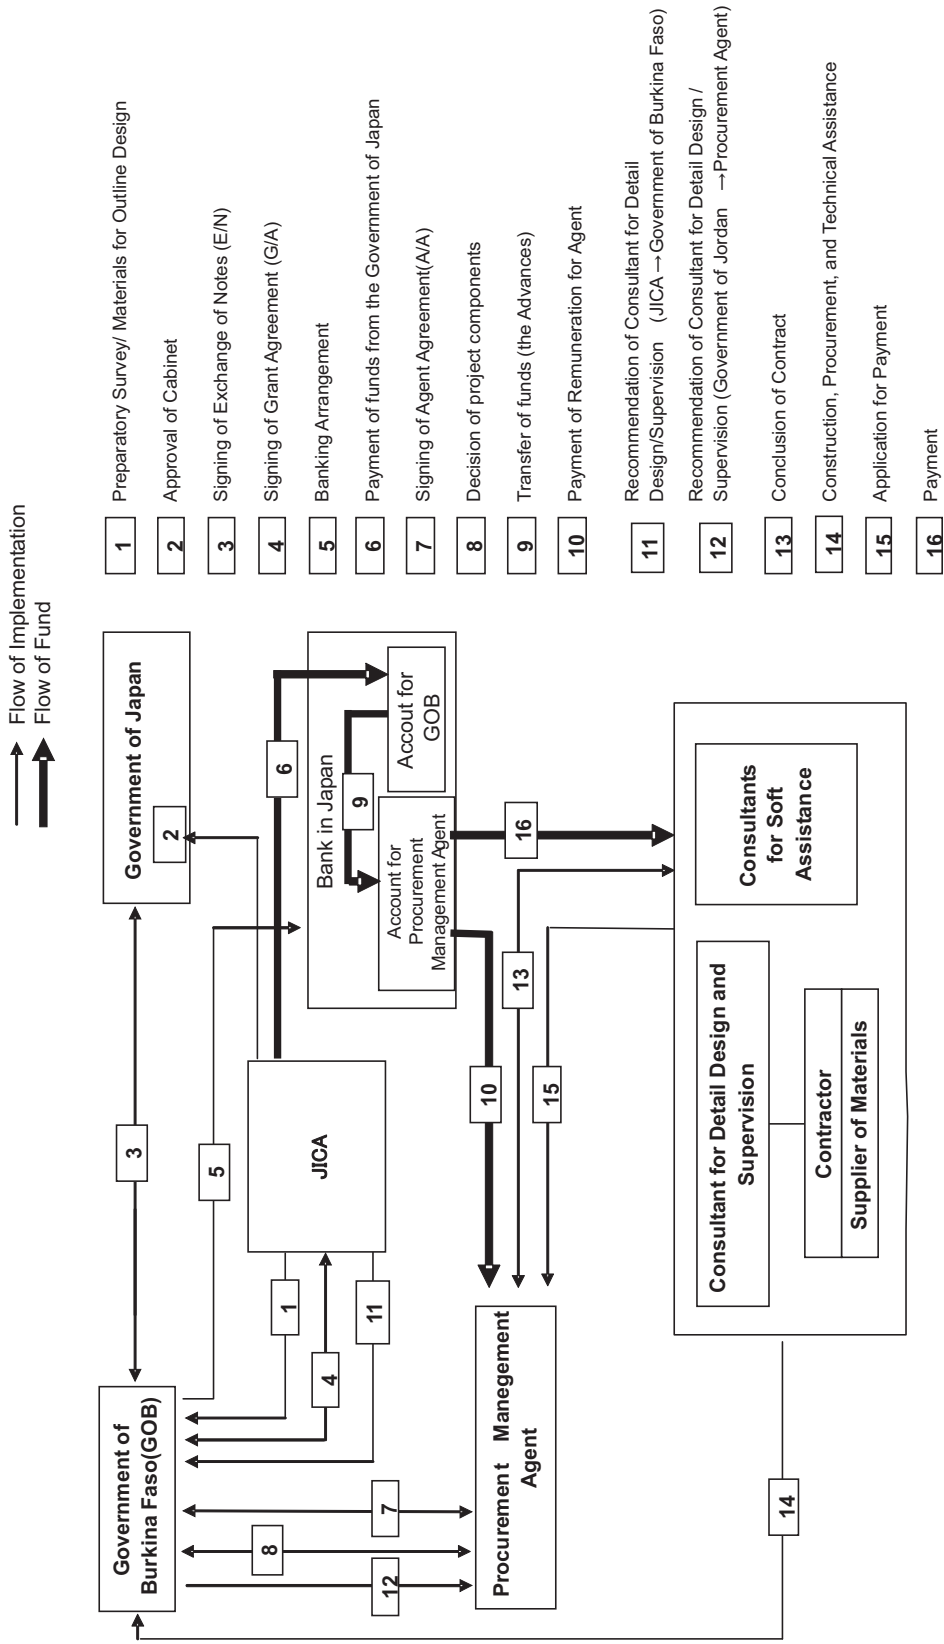 Flow of Implementation
Flow of Fund
Government of
Burkina Faso(GOB)
3
Government of Japan
2
5
1
4
11
JICA
6
Bank in Japan
9
Account for
Procurement
Management Agent
Accout for
GOB
7
8
12
Procurement Manegement
Agent
10
13
15
16
Consultant for Detail Design and
Supervision
Contractor
Supplier of Materials
Consultants
for Soft
Assistance
14
1 Preparatory Survey/ Materials for Outline Design
2 Approval of Cabinet
3 Signing of Exchange of Notes (E/N)
4 Signing of Grant Agreement (G/A)
5 Banking Arrangement
6 Payment of funds from the Government of Japan
7 Signing of Agent Agreement(A/A)
8 Decision of project components
9 Transfer of funds (the Advances)
10 Payment of Remuneration for Agent
Recommendation of Consultant for Detail
11 Design/Supervision (JICA→Government of Burkina Faso)
Recommendation of Consultant for Detail Design /
12 Supervision (Government of Jordan →Procurement Agent)
13 Conclusion of Contract
14 Construction, Procurement, and Technical Assistance
15 Application for Payment
16 Payment